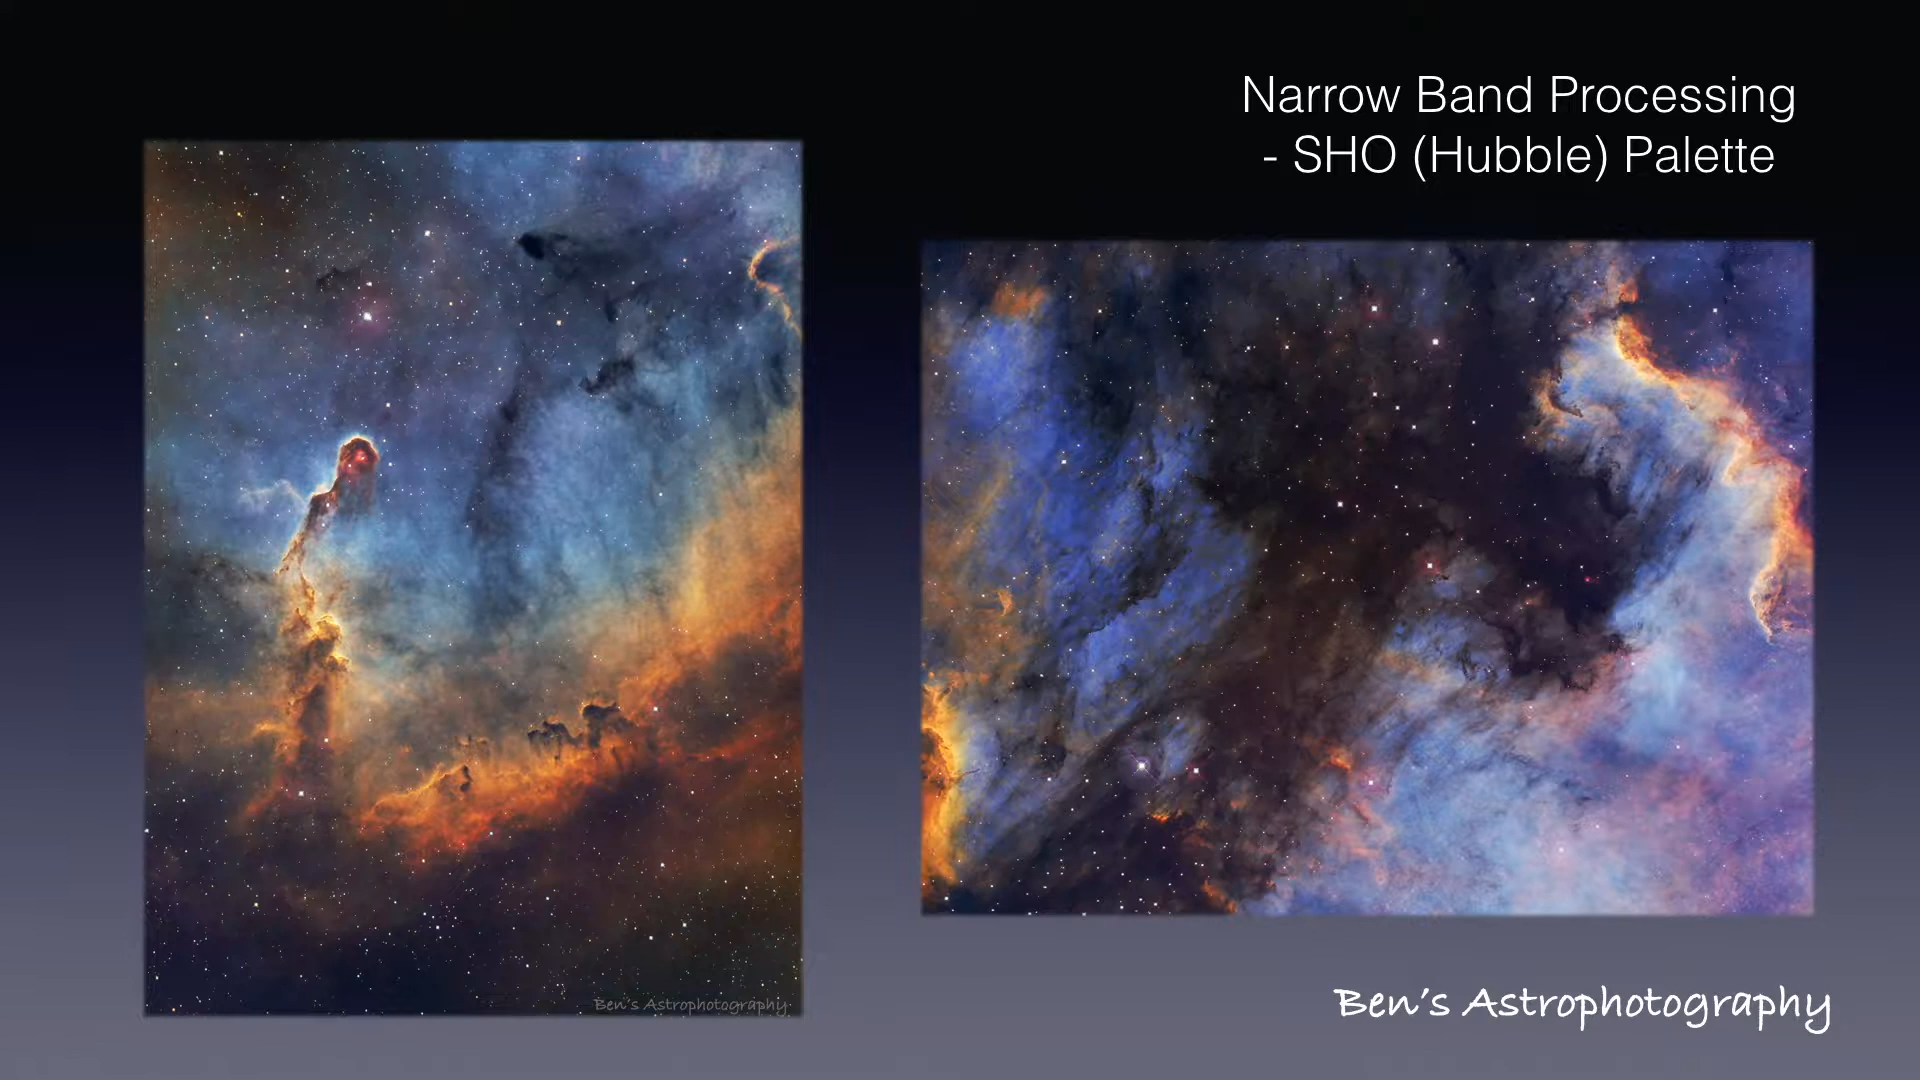 Narrow Band Processing
- SHO (Hubble) Palette
Ben's Astrophotography
Ben's Astrophotography